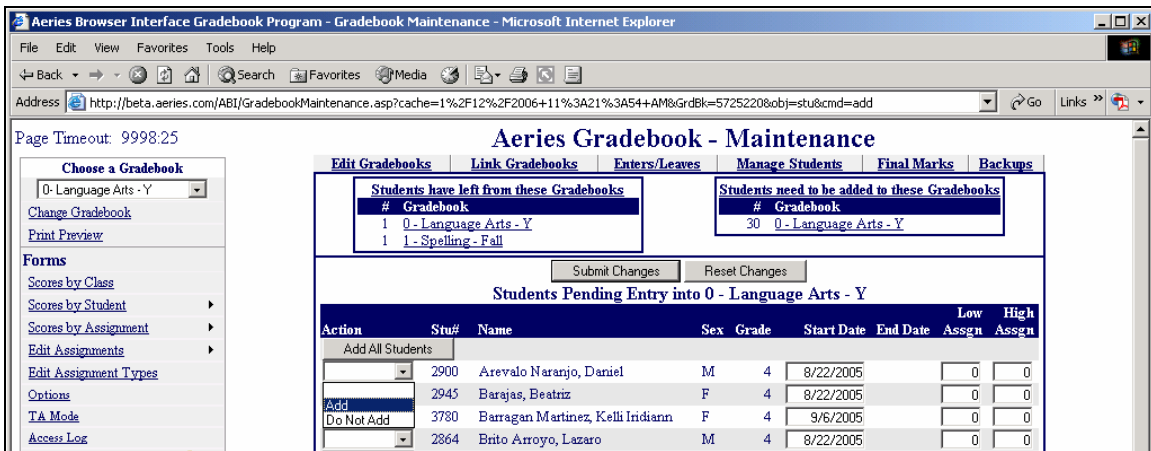 Aeries Browser Interface Gradebook Program - Gradebook Maintenance - Microsoft Internet Explorer
File Edit View Favorites Tools Help
Back Search Favorites Media
Address http://beta.aeries.com/ABI/GradebookMaintenance.asp?cache=1%2F12%2F2006+11%3A21%3A54+AM&GrdBk=5725220&obj=stu&cmd=add Go Links »
Page Timeout: 9998:25
Aeries Gradebook - Maintenance
Choose a Gradebook
0- Language Arts - Y
Change Gradebook
Print Preview
Forms
Scores by Class
Scores by Student
Scores by Assignment
Edit Assignments
Edit Assignment Types
Options
TA Mode
Access Log
Edit Gradebooks Link Gradebooks Enters/Leaves Manage Students Final Marks Backups
Students have left from these Gradebooks
# Gradebook
1 0 - Language Arts - Y
1 1 - Spelling - Fall
Students need to be added to these Gradebooks
# Gradebook
30 0 - Language Arts - Y
Submit Changes Reset Changes
Students Pending Entry into 0 - Language Arts - Y
Action Stu# Name Sex Grade Start Date End Date Low Assgn High Assgn
Add All Students
2900 Arevalo Naranjo, Daniel M 4 8/22/2005 0 0
2945 Barajas, Beatriz F 4 8/22/2005 0 0
Add
Do Not Add
3780 Barragan Martinez, Kelli Iridiann F 4 9/6/2005 0 0
2864 Brito Arroyo, Lazaro M 4 8/22/2005 0 0